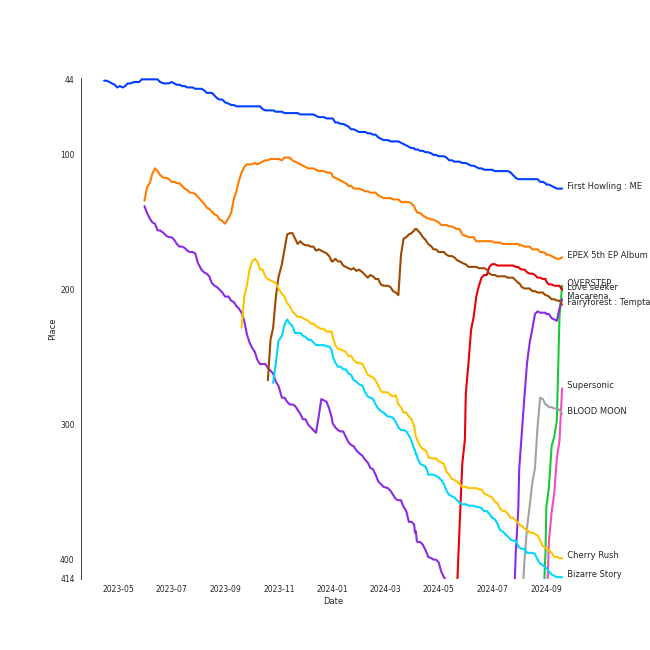 44
100
200
300
400
414
Place
2023-05
2023-07
2023-09
2023-11
2024-01
2024-03
2024-05
2024-07
2024-09
Date
First Howling : ME
EPEX 5th EP Album
OVERSTEP
Love seeker
Macarena
Fairyforest : Tempta
Supersonic
BLOOD MOON
Cherry Rush
Bizarre Story